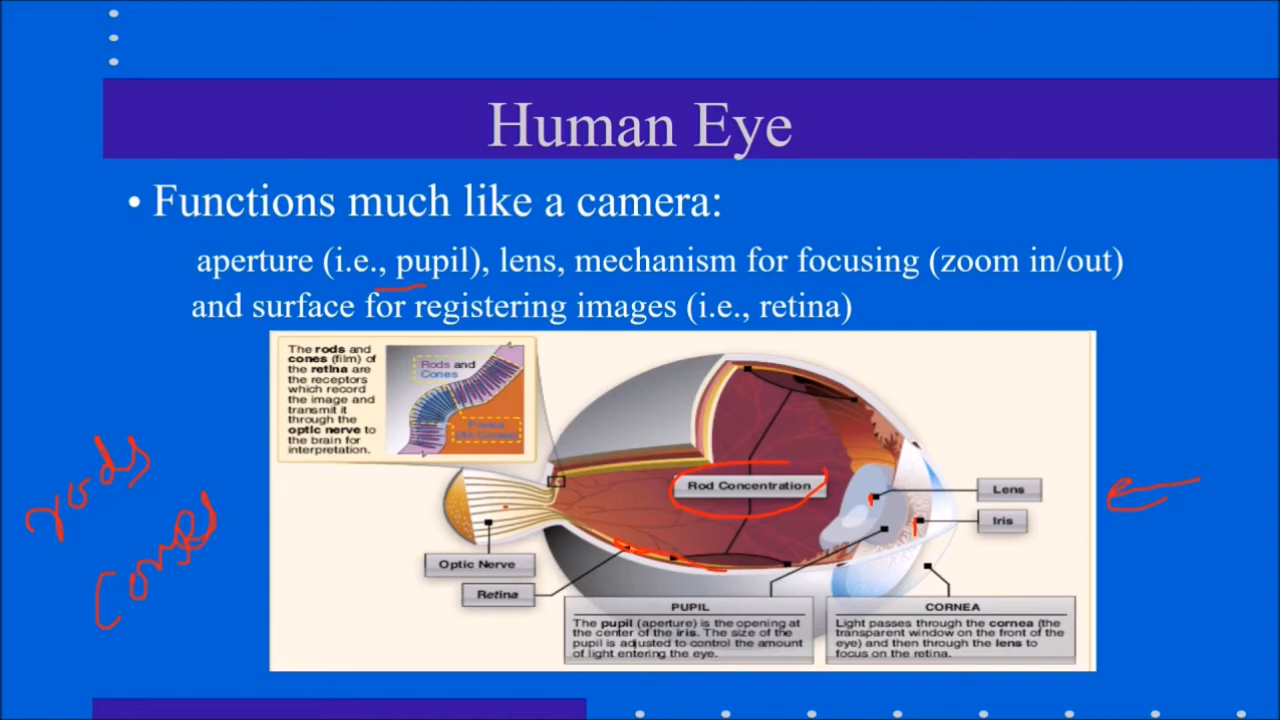 Human Eye
• Functions much like a camera:
aperture (i.e., pupil), lens, mechanism for focusing (zoom in/out)
and surface for registering images (i.e., retina)
The rods and
cones (film) of
the retina are
the receptors
which record
the image and
transmit it
through the
optic nerve to
the brain for
interpretation.
Rods and
Cones
Fovea
(All Cones)
rods
cones
Rod Concentration
Lens
Iris
Optic Nerve
Retina
PUPIL
The pupil (aperture) is the opening at
the center of the iris. The size of the
pupil is adjusted to control the amount
of light entering the eye.
CORNEA
Light passes through the cornea (the
transparent window on the front of the
eye) and then through the lens to
focus on the retina.